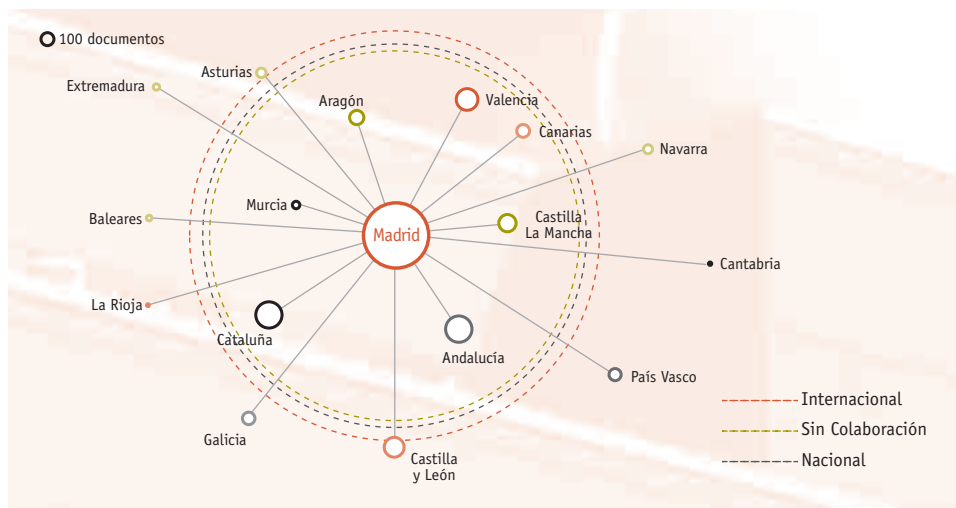 100 documentos
Asturias
Extremadura
Aragón
Valencia
Canarias
Navarra
Murcia
Baleares
Madrid
Castilla
La Mancha
Cantabria
La Rioja
Cataluña
Andalucía
País Vasco
Internacional
Sin Colaboración
Galicia
Castilla
y León
Nacional